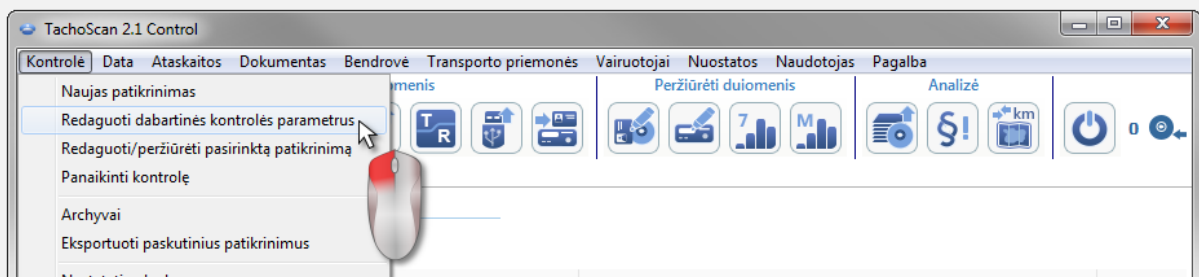 TachoScan 2.1 Control
Kontrolė Data Ataskaitos Dokumentas Bendrovė Transporto priemonės Vairuotojai Nuostatos Naudotojas Pagalba
Peržiūrėti duiomenis Analizė
Naujas patikrinimas
Redaguoti dabartinės kontrolės parametrus
T R 7 M §! km 0
Redaguoti/peržiūrėti pasirinktą patikrinimą
Panaikinti kontrolę
Archyvai
Eksportuoti paskutinius patikrinimus